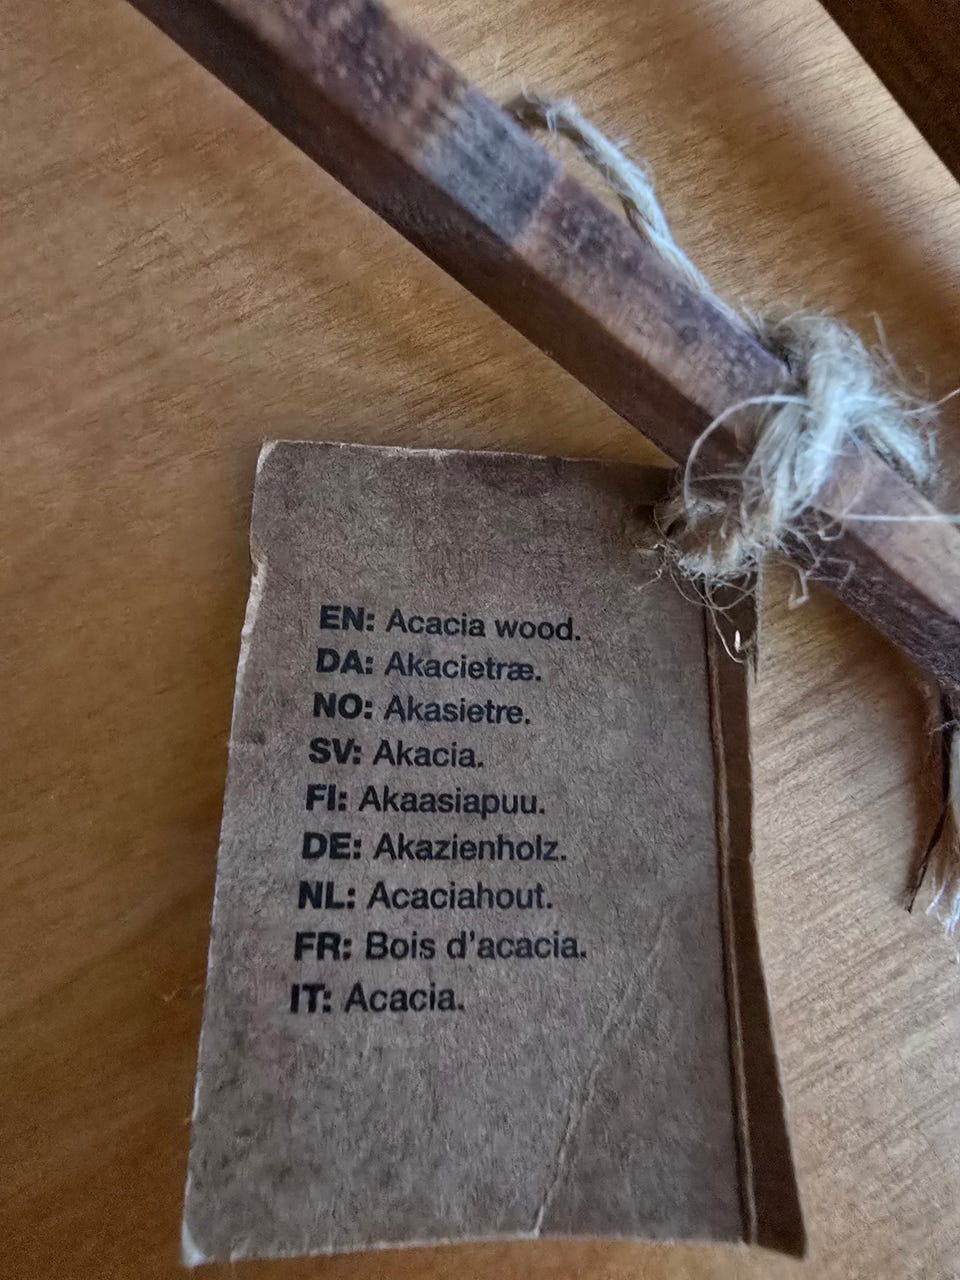 EN: Acacia wood.
DA: Akacietræ.
NO: Akasietre.
SV: Akacia.
FI: Akaasiapuu.
DE: Akazienholz.
NL: Acaciahout.
FR: Bois d'acacia.
IT: Acacia.